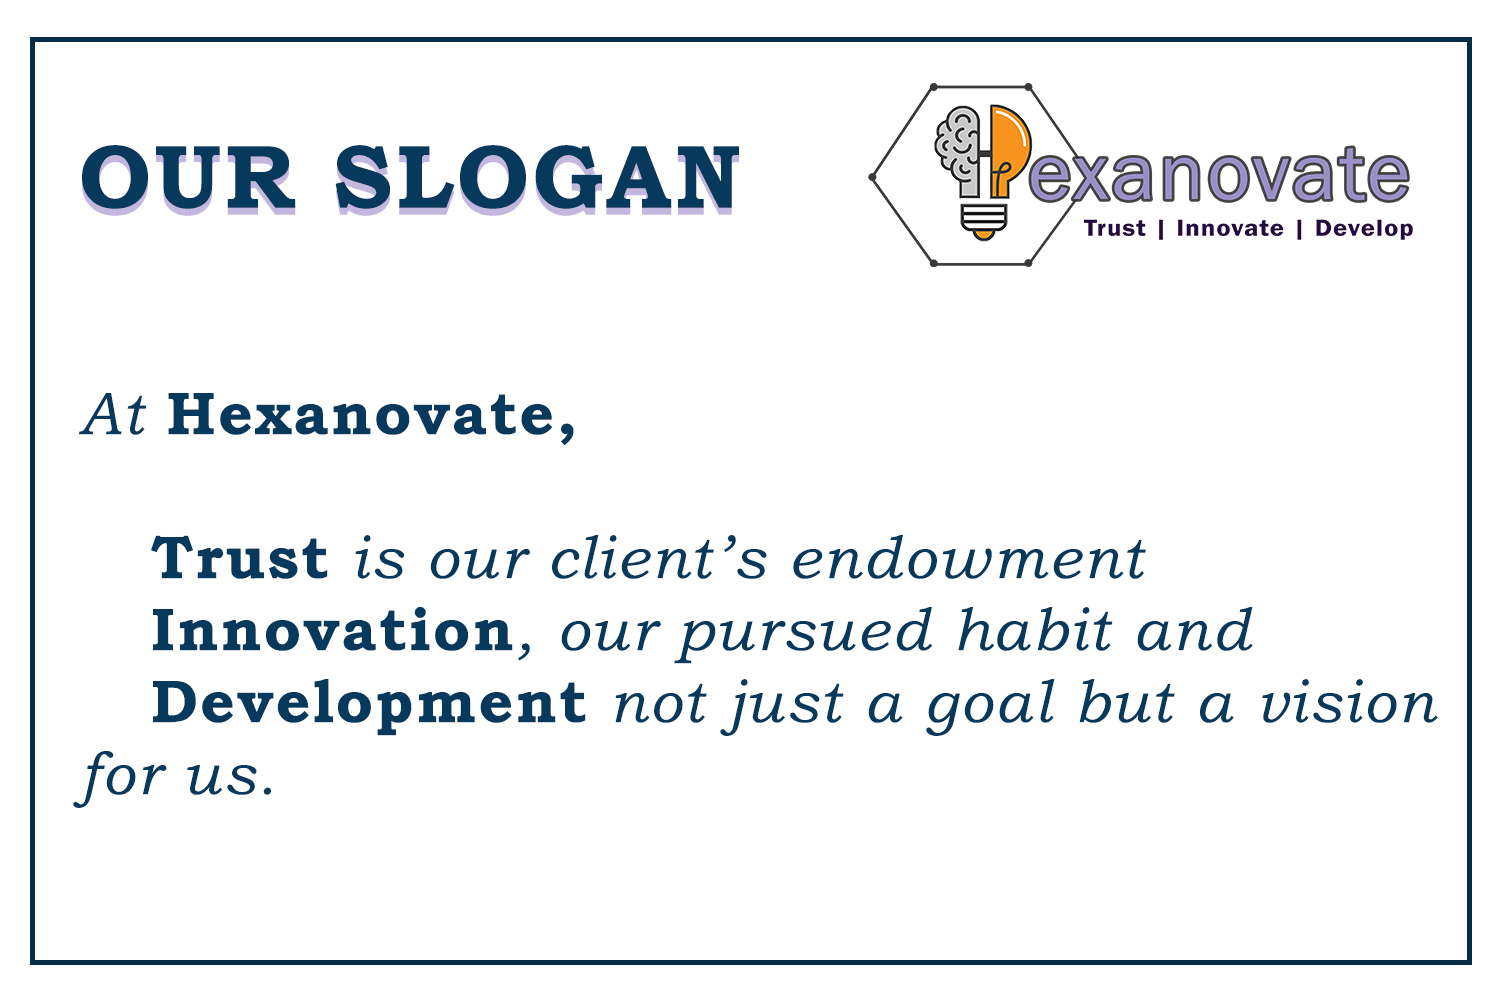 OUR SLOGAN
Hexanovate
Trust | Innovate | Develop
At Hexanovate,
Trust is our client’s endowment
Innovation, our pursued habit and
Development not just a goal but a vision
for us.